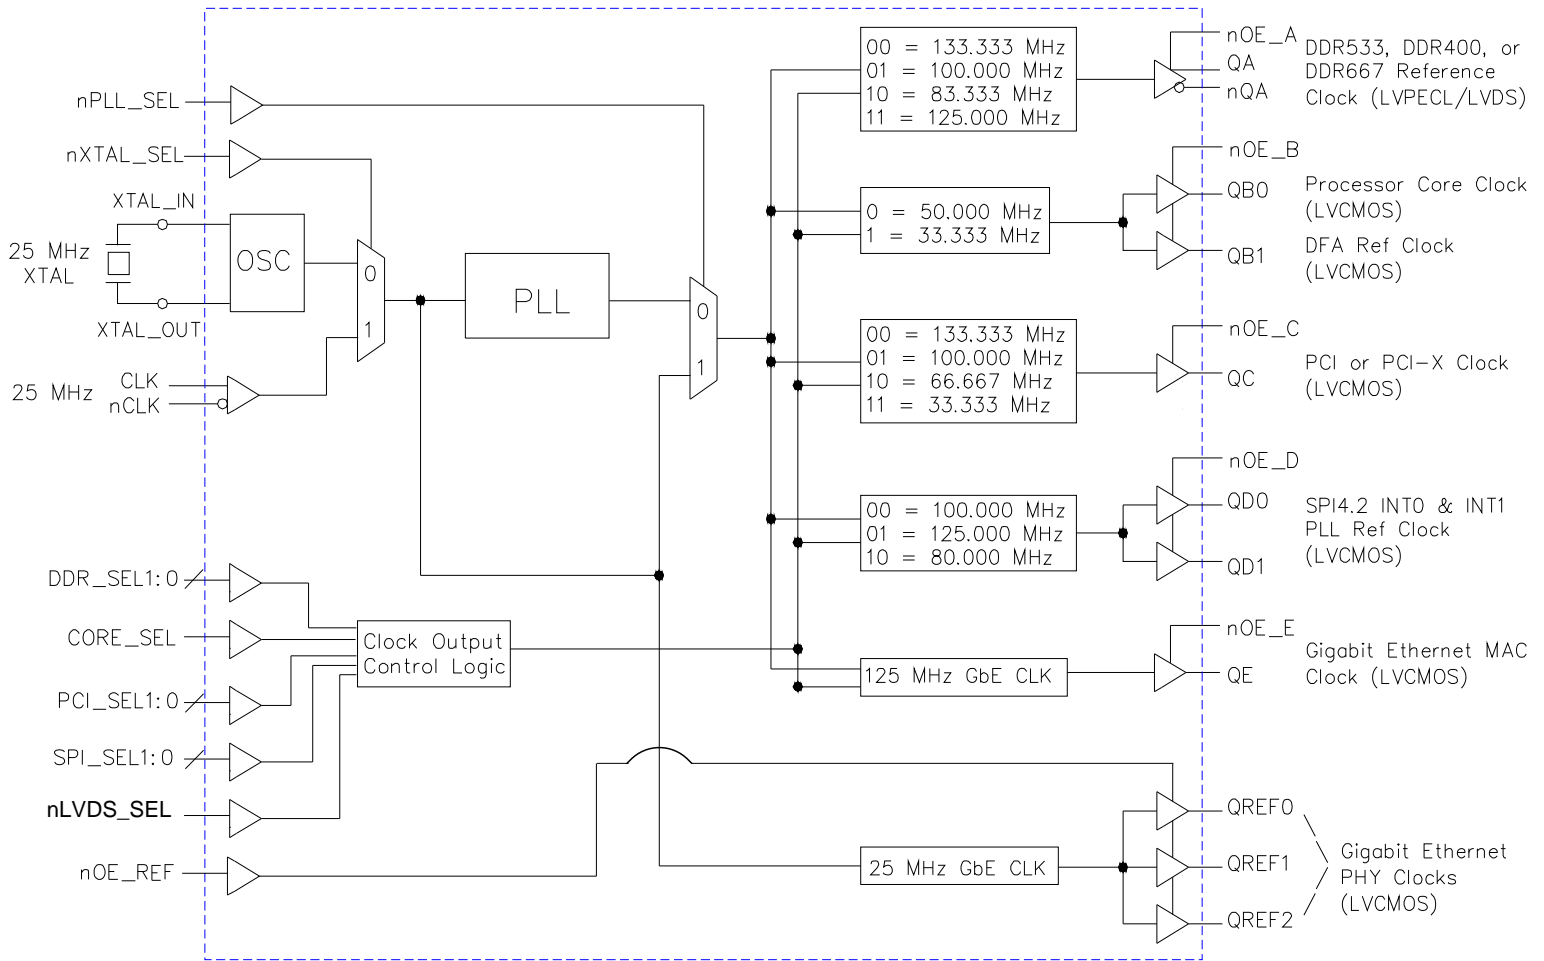 nPLL_SEL
nXTAL_SEL
XTAL_IN
25 MHz
XTAL
XTAL_OUT
OSC
CLK
nCLK
25 MHz
0
1
PLL
0
1
DDR_SEL1:0
CORE_SEL
PCI_SEL1:0
SPI_SEL1:0
nLVDS_SEL
nOE_REF
Clock Output
Control Logic
00 = 133.333 MHz
01 = 100.000 MHz
10 = 83.333 MHz
11 = 125.000 MHz
nOE_A
QA
nQA
DDR533, DDR400, or
DDR667 Reference
Clock (LVPECL/LVDS)
0 = 50.000 MHz
1 = 33.333 MHz
nOE_B
QB0
QB1
Processor Core Clock
(LVCMOS)
DFA Ref Clock
(LVCMOS)
00 = 133.333 MHz
01 = 100.000 MHz
10 = 66.667 MHz
11 = 33.333 MHz
nOE_C
QC
PCI or PCI-X Clock
(LVCMOS)
00 = 100.000 MHz
01 = 125.000 MHz
10 = 80.000 MHz
nOE_D
QD0
QD1
SPI4.2 INT0 & INT1
PLL Ref Clock
(LVCMOS)
125 MHz GbE CLK
nOE_E
QE
Gigabit Ethernet MAC
Clock (LVCMOS)
25 MHz GbE CLK
QREF0
QREF1
QREF2
Gigabit Ethernet
PHY Clocks
(LVCMOS)